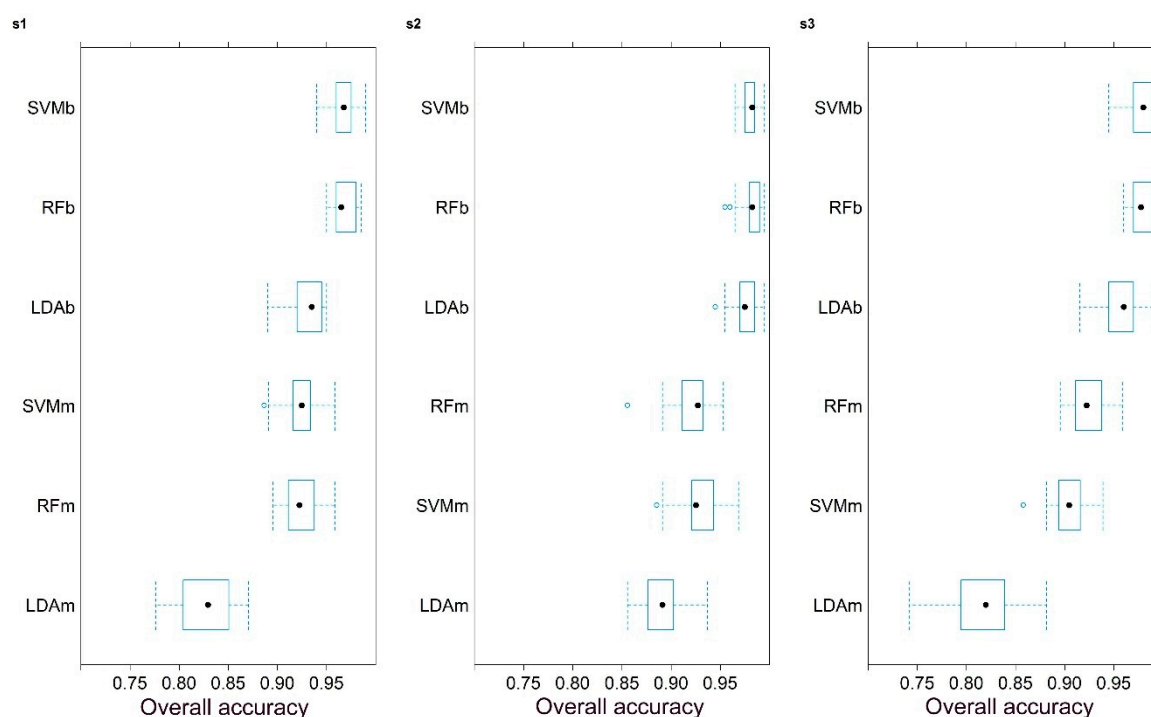 s1
SVMb
RFb
LDAb
SVMm
RFm
LDAm
0.75 0.80 0.85 0.90 0.95
Overall accuracy
s2
SVMb
RFb
LDAb
RFm
SVMm
LDAm
0.75 0.80 0.85 0.90 0.95
Overall accuracy
s3
SVMb
RFb
LDAb
RFm
SVMm
LDAm
0.75 0.80 0.85 0.90 0.95
Overall accuracy